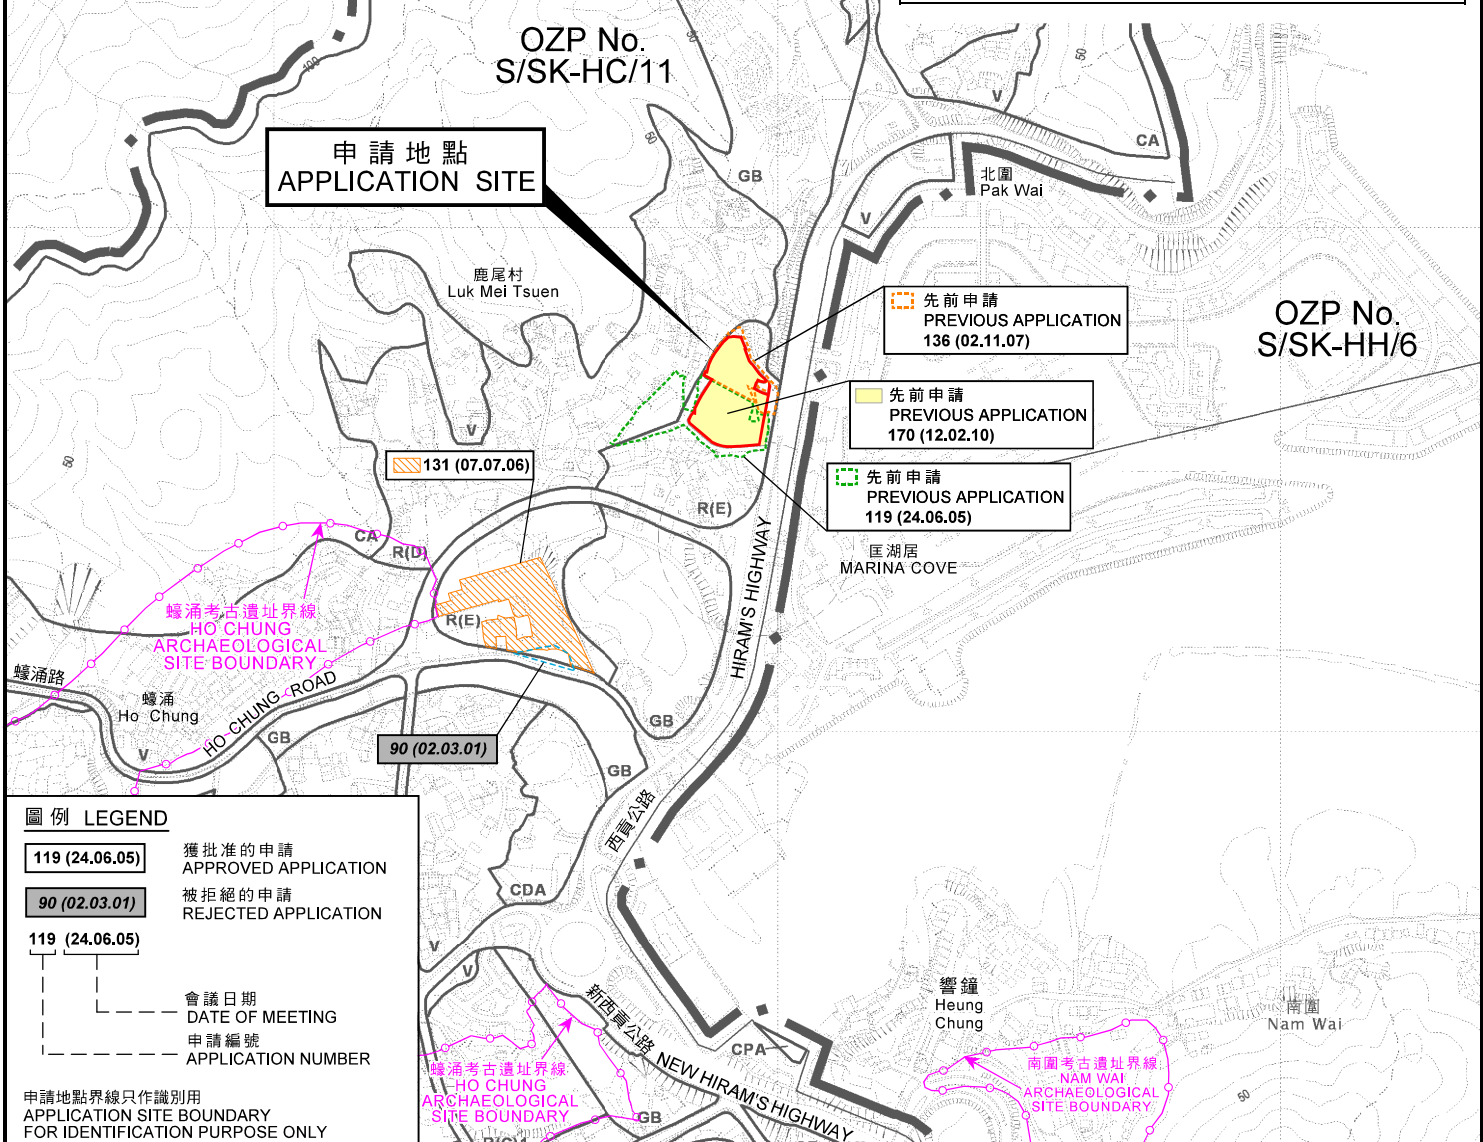 OZP No.
S/SK-HC/11
申請地點
APPLICATION SITE
100
50
50
50
V
CA
GB
北圍
Pak Wai
V
鹿尾村
Luk Mei Tsuen
先前申請
PREVIOUS APPLICATION
136 (02.11.07)
OZP No.
S/SK-HH/6
先前申請
PREVIOUS APPLICATION
170 (12.02.10)
V
50
131 (07.07.06)
先前申請
PREVIOUS APPLICATION
119 (24.06.05)
R(E)
CA
R(D)
匡湖居
MARINA COVE
HIRAM'S HIGHWAY
蠔涌考古遺址界線
HO CHUNG
ARCHAEOLOGICAL
SITE BOUNDARY
R(E)
蠔涌路
蠔涌
Ho Chung
HO CHUNG ROAD
V
GB
GB
90 (02.03.01)
GB
西貢公路
圖例 LEGEND
119 (24.06.05)
獲批准的申請
APPROVED APPLICATION
90 (02.03.01)
被拒絕的申請
REJECTED APPLICATION
119 (24.06.05)
會議日期
DATE OF MEETING
申請編號
APPLICATION NUMBER
申請地點界線只作識別用
APPLICATION SITE BOUNDARY
FOR IDENTIFICATION PURPOSE ONLY
CDA
V
V
新西貢公路
NEW HIRAM'S HIGHWAY
CPA
響鐘
Heung
Chung
南圍
Nam Wai
蠔涌考古遺址界線
HO CHUNG
ARCHAEOLOGICAL
SITE BOUNDARY
GB
南圍考古遺址界線
NAM WAI
ARCHAEOLOGICAL
SITE BOUNDARY
50